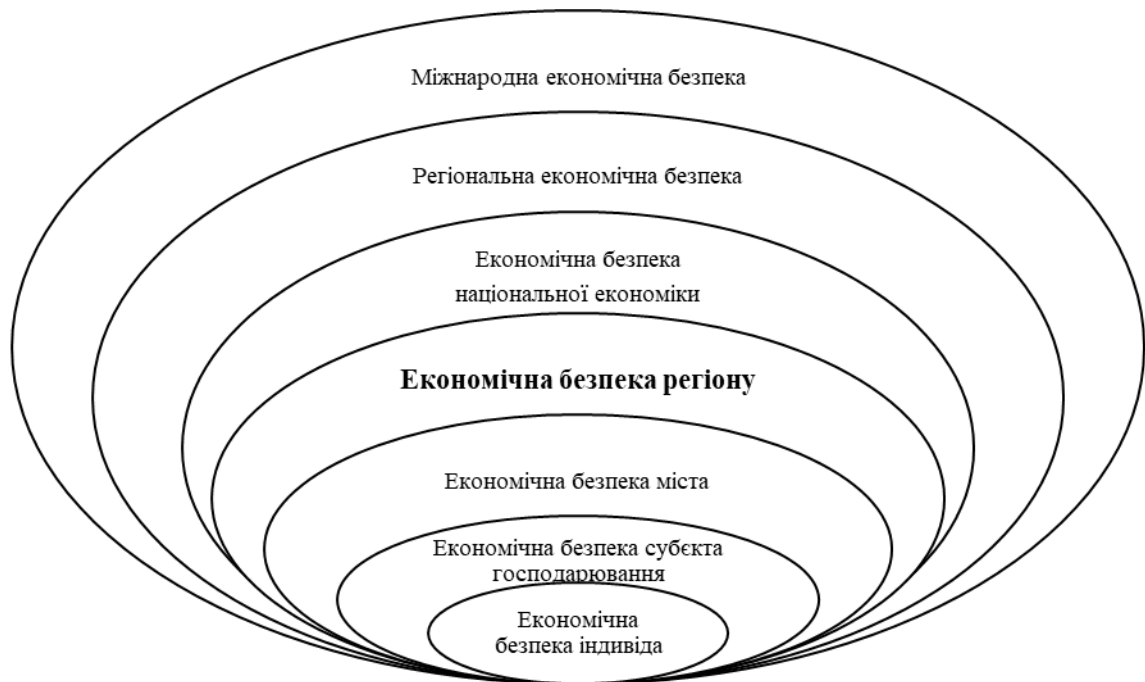 Міжнародна економічна безпека
Регіональна економічна безпека
Економічна безпека
національної економіки
Економічна безпека регіону
Економічна безпека міста
Економічна безпека субєкта
господарювання
Економічна
безпека індивіда